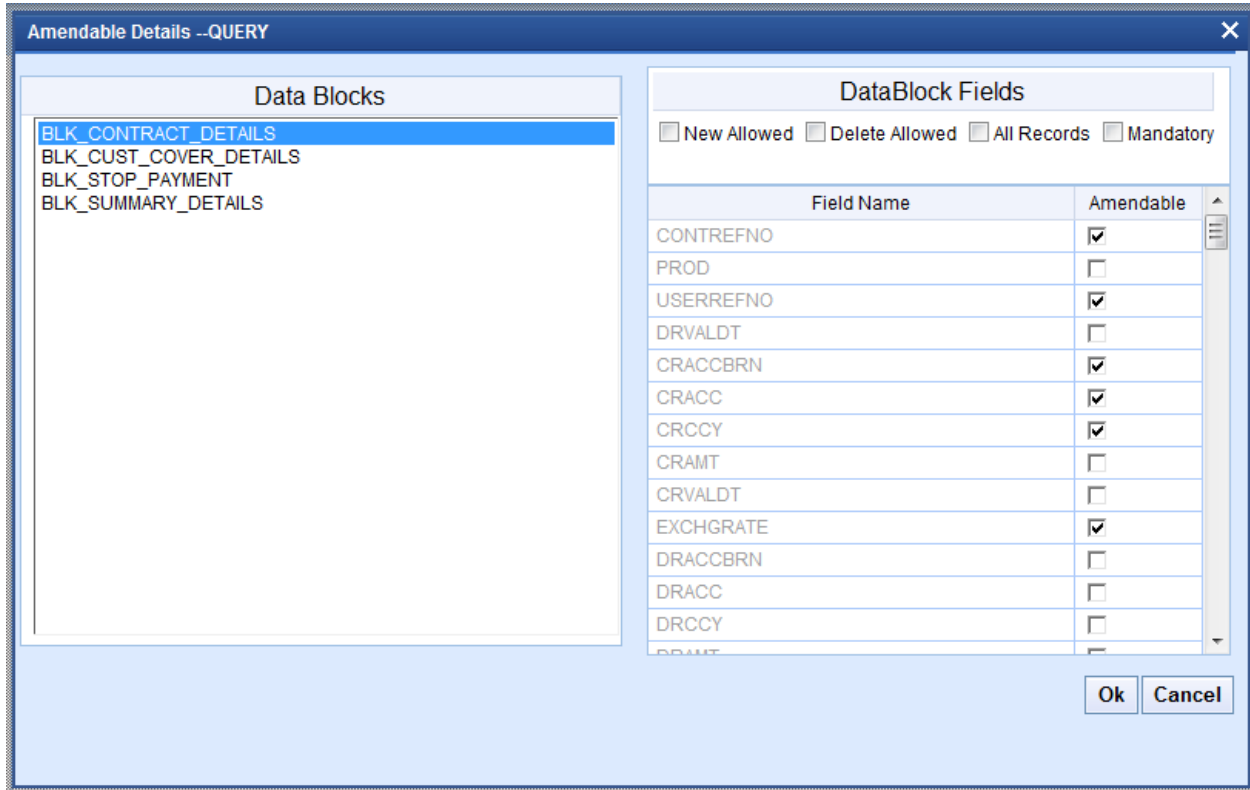 Amendable Details --QUERY
Data Blocks
BLK_CONTRACT_DETAILS
BLK_CUST_COVER_DETAILS
BLK_STOP_PAYMENT
BLK_SUMMARY_DETAILS
DataBlock Fields
New Allowed Delete Allowed All Records Mandatory
Field Name Amendable
CONTREFNO
PROD
USERREFNO
DRVALDT
CRACCBRN
CRACC
CRCCY
CRAMT
CRVALDT
EXCHGRATE
DRACCBRN
DRACC
DRCCY
DRAMT
Ok Cancel